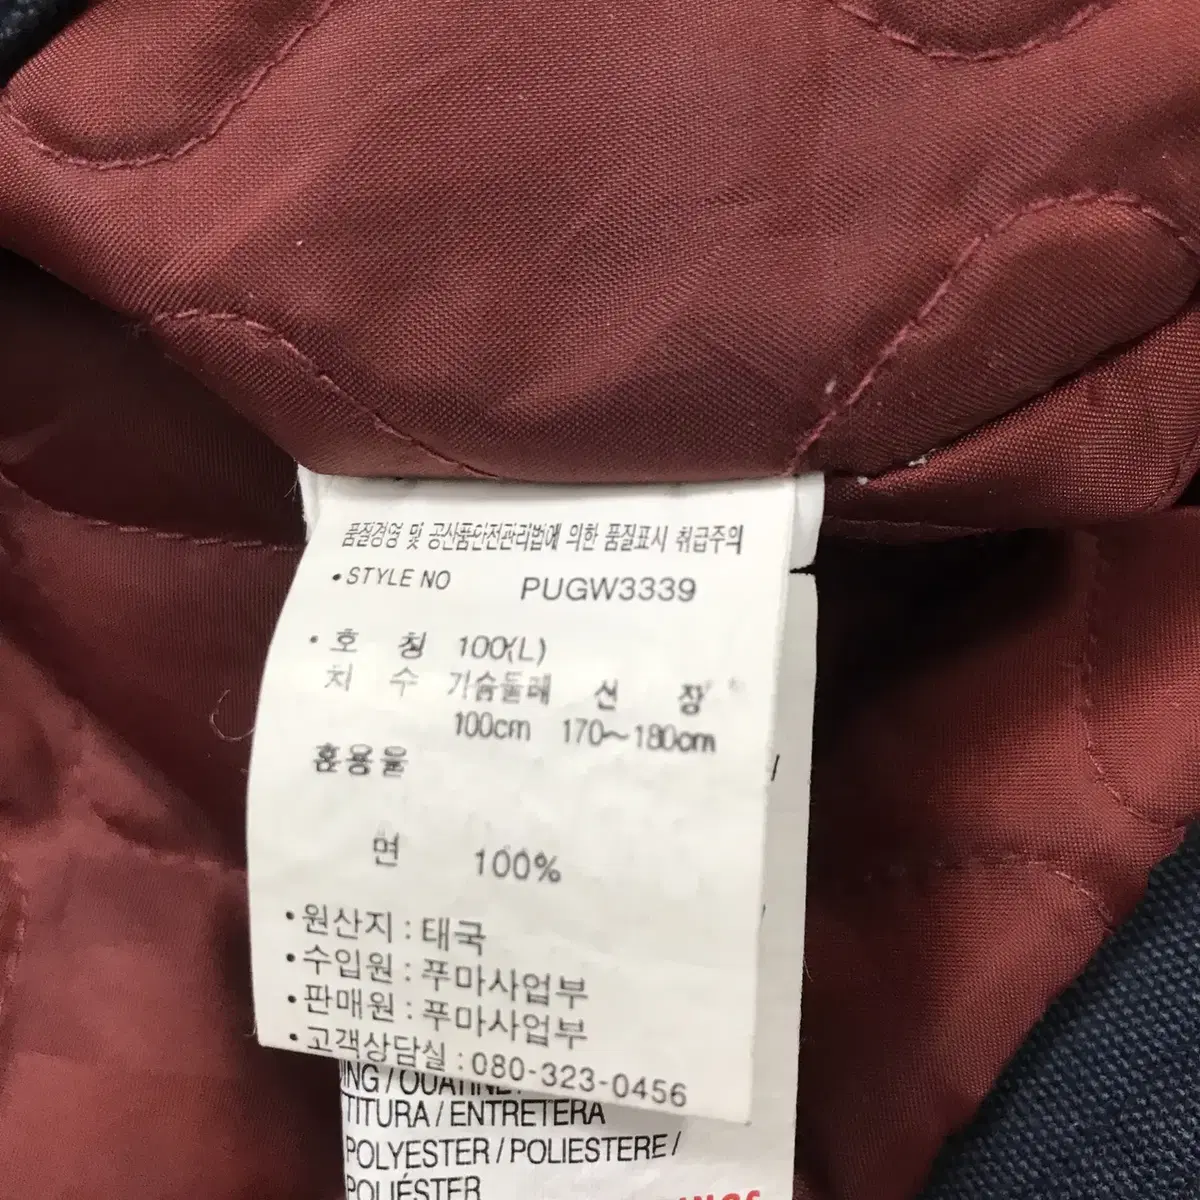 품질경영 및 공산품안전관리법에 의한 품질표시 취급주의
•STYLE NO PUGW3339
•호 칭 100(L)
치 수 가슴둘레 신 장
100cm 170~180cm
혼용율
면 100%
•원산지 : 태국
•수입원 : 푸마사업부
•판매원 : 푸마사업부
•고객상담실 : 080-323-0456
TITURA / ENTRETERA
POLYESTER / POLIESTERE /
POLIÉSTER